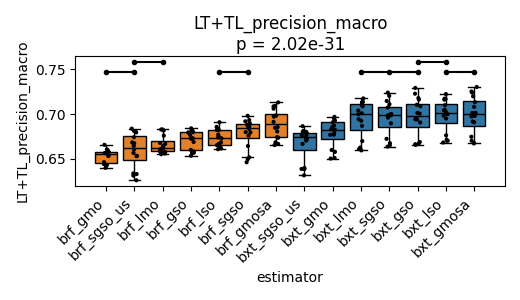 LT+TL_precision_macro
p = 2.02e-31
LT+TL_precision_macro
0.75
0.70
0.65
brf_gmo
brf_sgso_us
brf_lmo
brf_gso
brf_lso
brf_sgso
brf_gmosa
bxt_sgso_us
bxt_gmo
bxt_lmo
bxt_sgso
bxt_gso
bxt_lso
bxt_gmosa
estimator